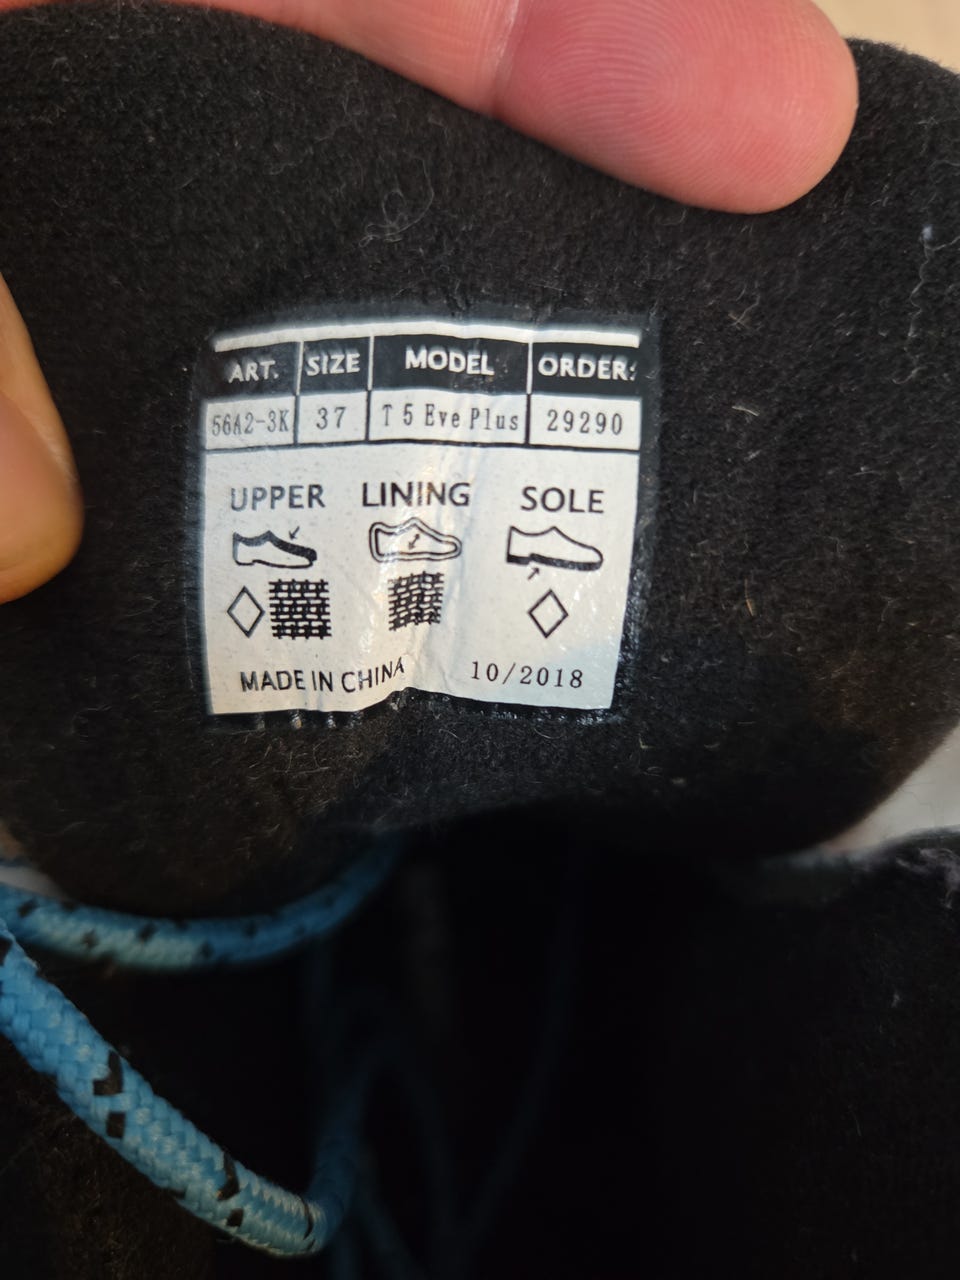 ART. SIZE MODEL ORDER:
56A2-3K 37 T 5 Eve Plus 29290
UPPER LINING SOLE
MADE IN CHINA 10/2018